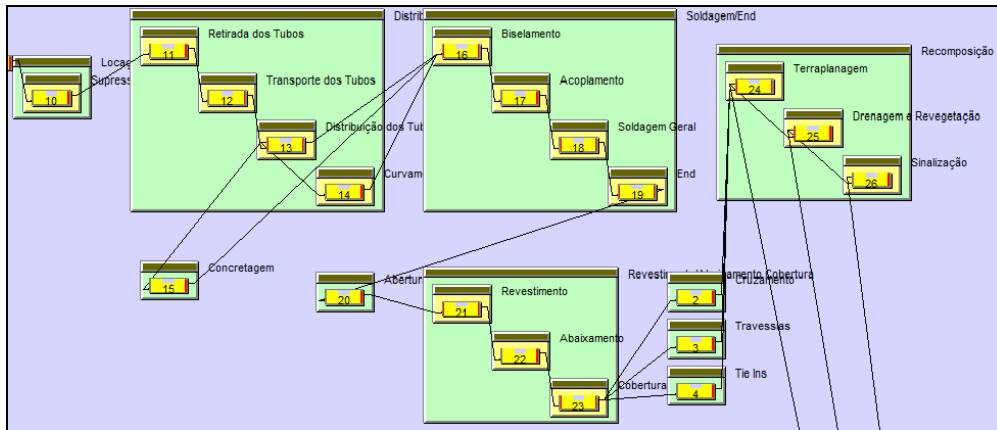 Distrib
Soldagem/End
Retirada dos Tubos
11
Biselamento
16
Recomposição
Locaç
Supress
10
Transporte dos Tubos
12
Acoplamento
17
Terraplanagem
24
Distribuição dos Tub
13
Soldagem Geral
18
Drenagem e Revegetação
25
Curvam
14
End
19
Sinalização
26
Concretagem
15
Abertur
20
Cobertura
Revestimento
21
Cruzamento
2
Abaixamento
22
Travessias
3
Cobertura
23
Tie Ins
4